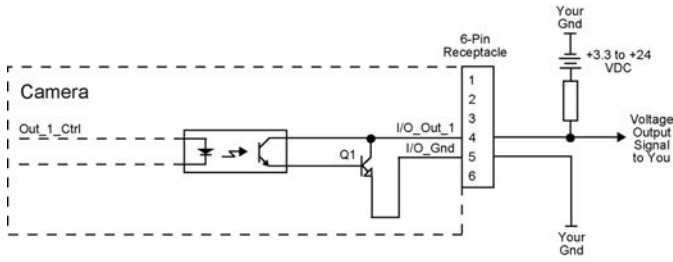 Your
Gnd
6-Pin
Receptacle
+3.3 to +24
VDC
Camera
1
2
3
4
5
6
Out_1_Ctrl
I/O_Out_1
I/O_Gnd
Q1
Voltage
Output
Signal
to You
Your
Gnd